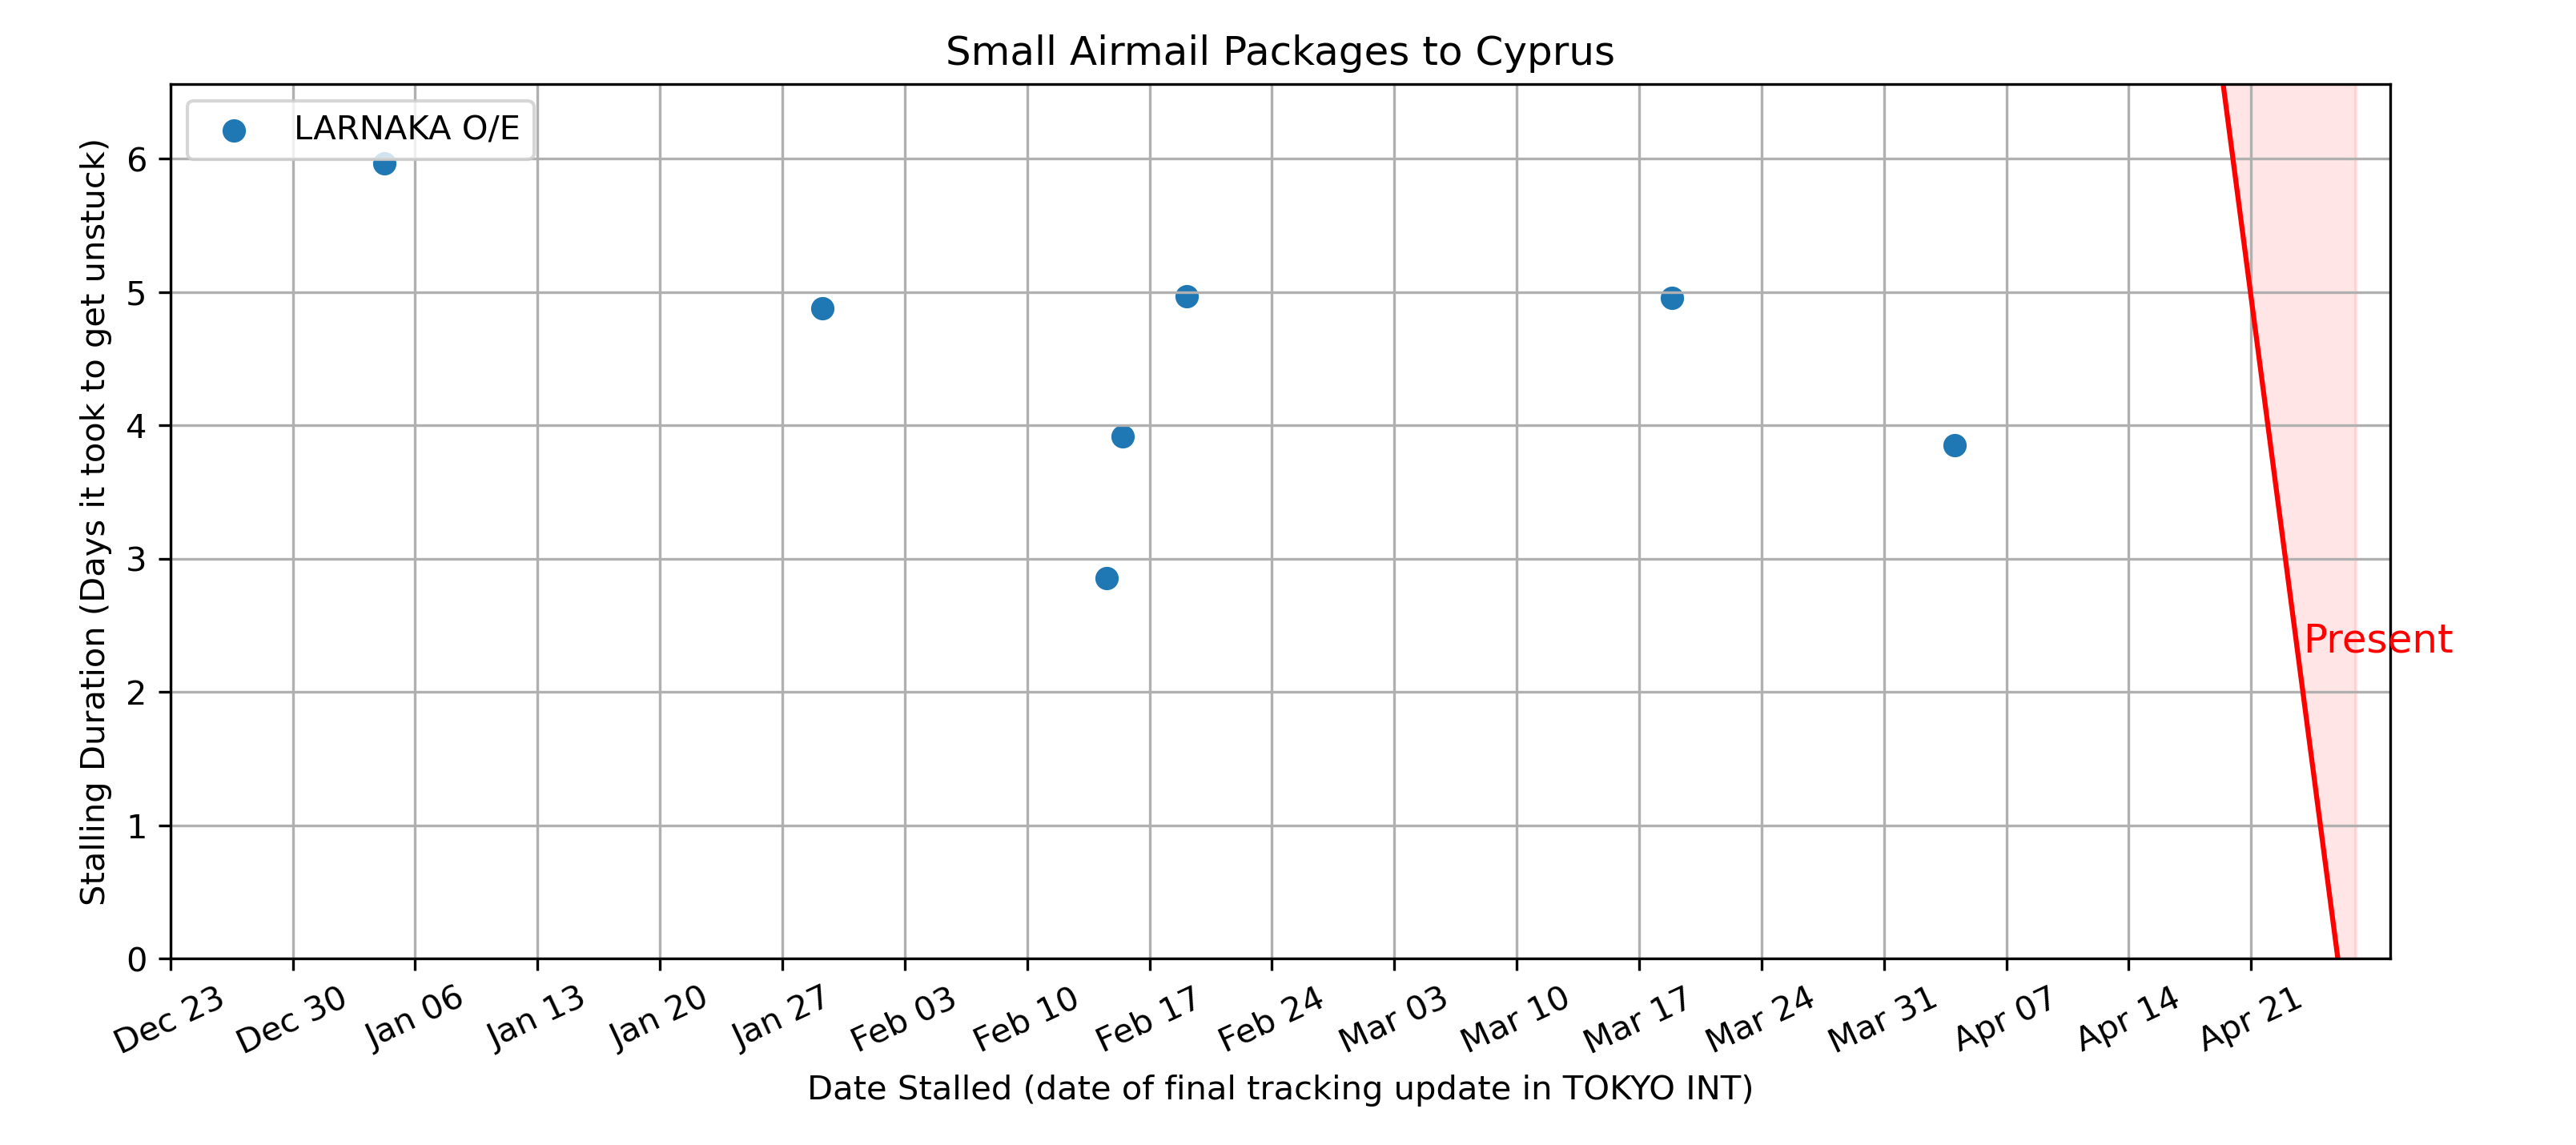 Small Airmail Packages to Cyprus
LARNAKA O/E
Stalling Duration (Days it took to get unstuck)
6
5
4
3
2
1
0
Present
Dec 23
Dec 30
Jan 06
Jan 13
Jan 20
Jan 27
Feb 03
Feb 10
Feb 17
Feb 24
Mar 03
Mar 10
Mar 17
Mar 24
Mar 31
Apr 07
Apr 14
Apr 21
Date Stalled (date of final tracking update in TOKYO INT)